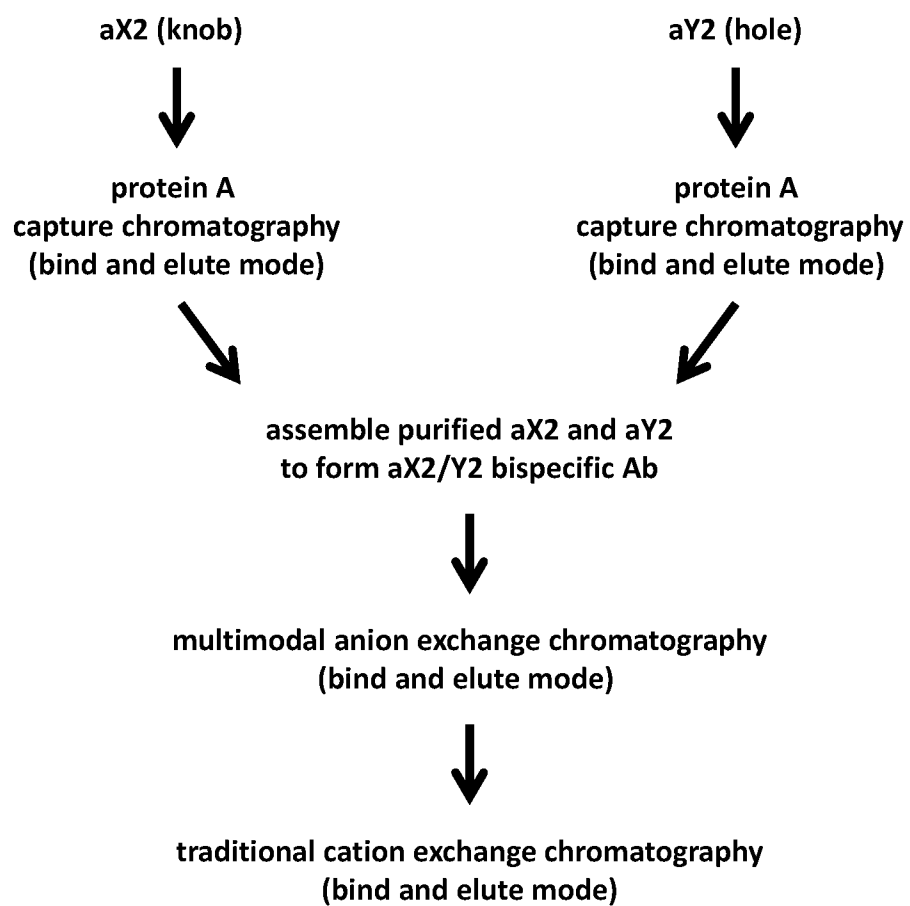 aX2 (knob)
aY2 (hole)
protein A
capture chromatography
(bind and elute mode)
protein A
capture chromatography
(bind and elute mode)
assemble purified aX2 and aY2
to form aX2/Y2 bispecific Ab
multimodal anion exchange chromatography
(bind and elute mode)
traditional cation exchange chromatography
(bind and elute mode)